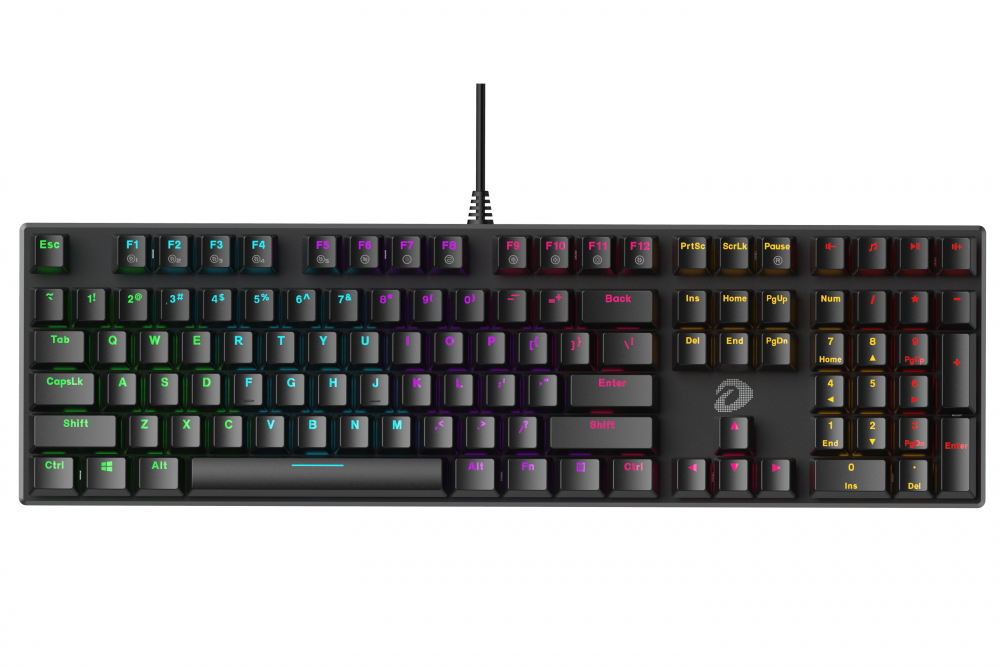 Esc F1 F2 F3 F4 F5 F6 F7 F8 F9 F10 F11 F12 PrtSc ScrLk Pause
~ 1! 2@ 3# 4$ 5% 6^ 7& 8* 9( 0) -_ =+ Back Ins Home PgUp Num / * -
Tab Q W E R T Y U I O P [{ ]} \| Del End PgDn 7 Home 8 9 PgUp +
CapsLk A S D F G H J K L ;: '" Enter 4 5 6
Shift Z X C V B N M ,< .> /? Shift 1 End 2 3 PgDn Enter
Ctrl Alt Alt Fn Ctrl 0 Ins . Del